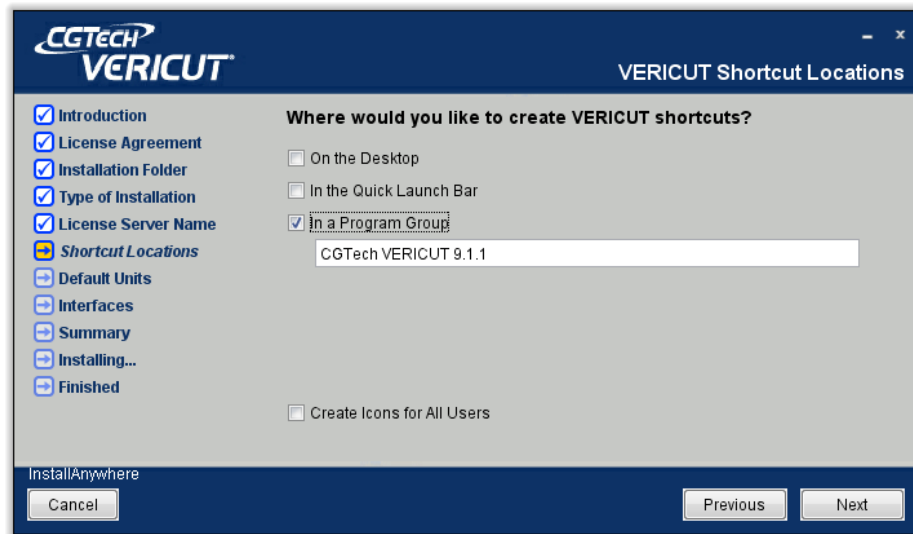 CGTECH
VERICUT®
VERICUT Shortcut Locations
Introduction
License Agreement
Installation Folder
Type of Installation
License Server Name
Shortcut Locations
Default Units
Interfaces
Summary
Installing...
Finished
Where would you like to create VERICUT shortcuts?
On the Desktop
In the Quick Launch Bar
In a Program Group
CGTech VERICUT 9.1.1
Create Icons for All Users
InstallAnywhere
Cancel
Previous
Next